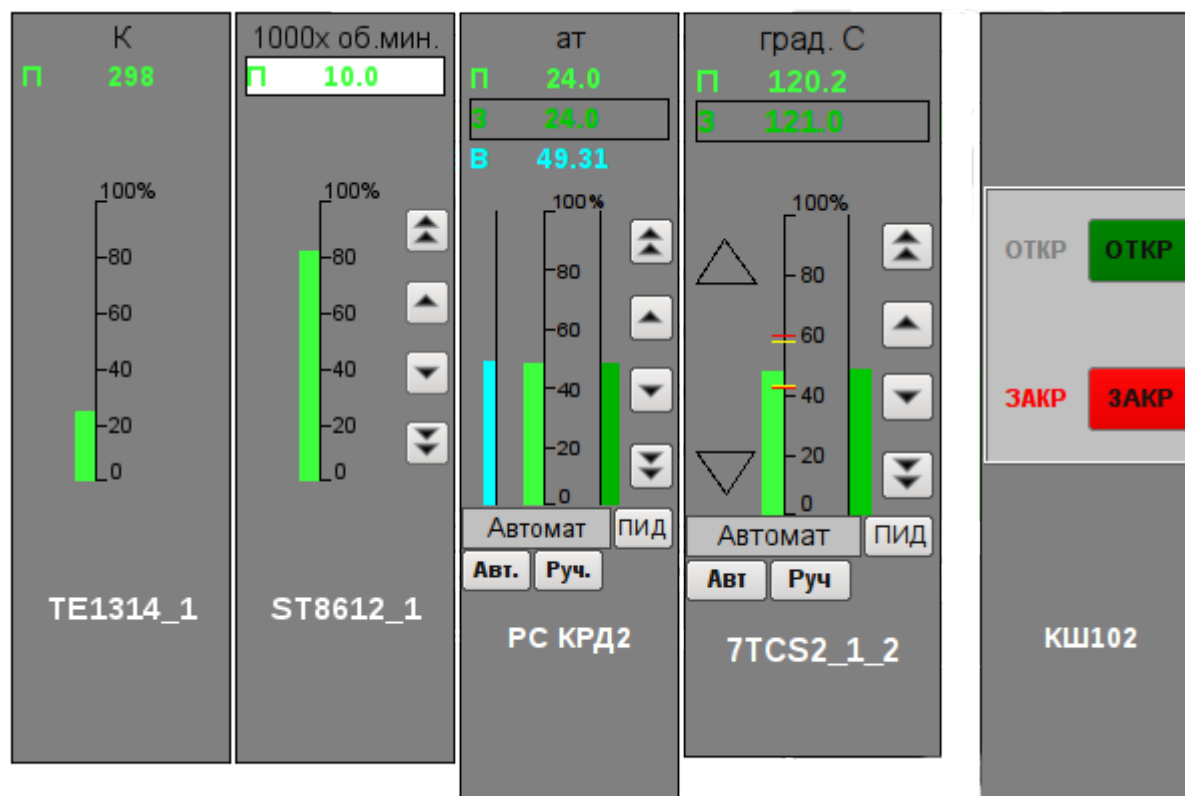 К
П 298
100%
80
60
40
20
0
TE1314_1
1000х об.мин.
П 10.0
100%
80
60
40
20
0
ST8612_1
ат
П 24.0
З 24.0
В 49.31
100%
80
60
40
20
0
Автомат ПИД
Авт. Руч.
РС КРД2
град. С
П 120.2
З 121.0
100%
80
60
40
20
0
Автомат ПИД
Авт Руч
7TCS2_1_2
ОТКР ОТКР
ЗАКР ЗАКР
КШ102